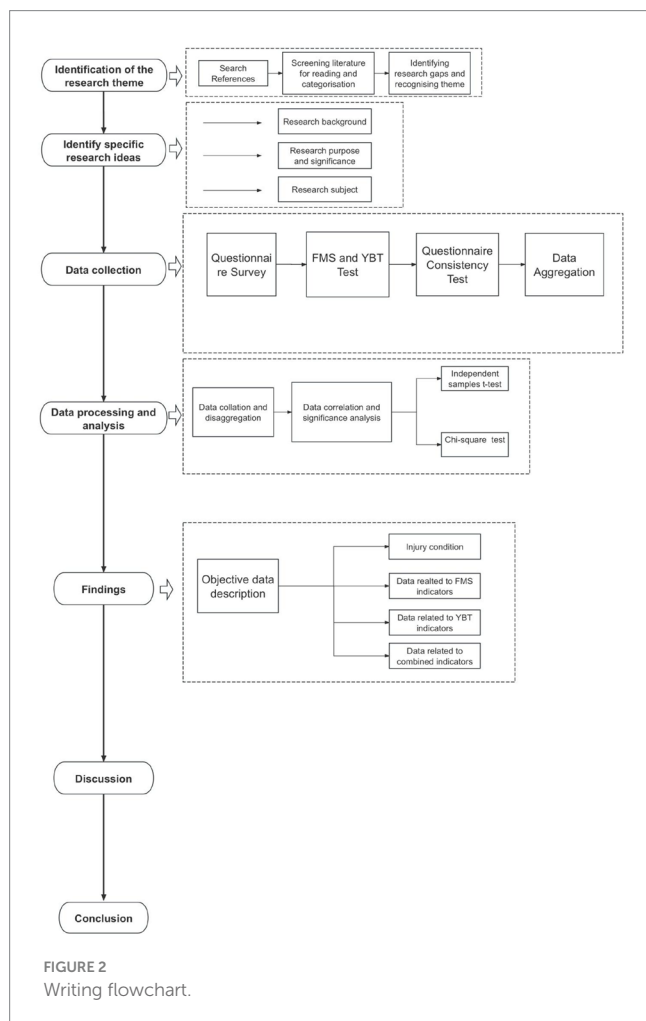 Identification of the
research theme
Search
References
Screening literature
for reading and
categorisation
Identifying
research gaps and
recognising theme
Identify specific
research ideas
Research background
Research purpose
and significance
Research subject
Data collection
Questionnai
re Survey
FMS and YBT
Test
Questionnaire
Consistency
Test
Data
Aggregation
Data processing and
analysis
Data collation and
disaggregation
Data correlation and
significance analysis
Independent
samples t-test
Chi-square test
Findings
Objective data
description
Injury condition
Data realted to FMS
indicators
Data related to YBT
indicators
Data related to
combined indicators
Discussion
Conclusion
FIGURE 2
Writing flowchart.